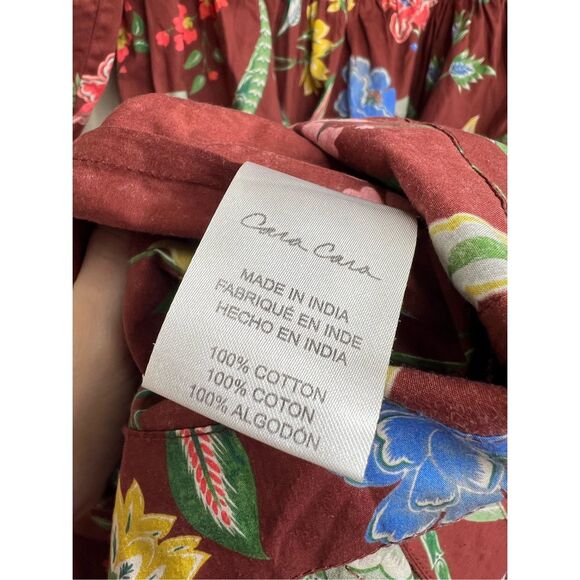 Cara Cara
MADE IN INDIA
FABRIQUÉ EN INDE
HECHO EN INDIA
100% COTTON
100% COTON
100% ALGODÓN